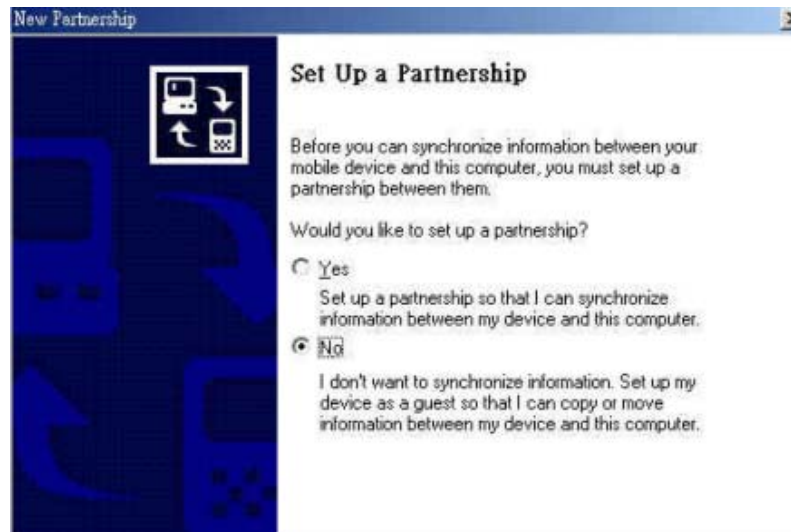 New Partnership
Set Up a Partnership
Before you can synchronize information between your
mobile device and this computer, you must set up a
partnership between them.
Would you like to set up a partnership?
Yes
Set up a partnership so that I can synchronize
information between my device and this computer.
No
I don't want to synchronize information. Set up my
device as a guest so that I can copy or move
information between my device and this computer.